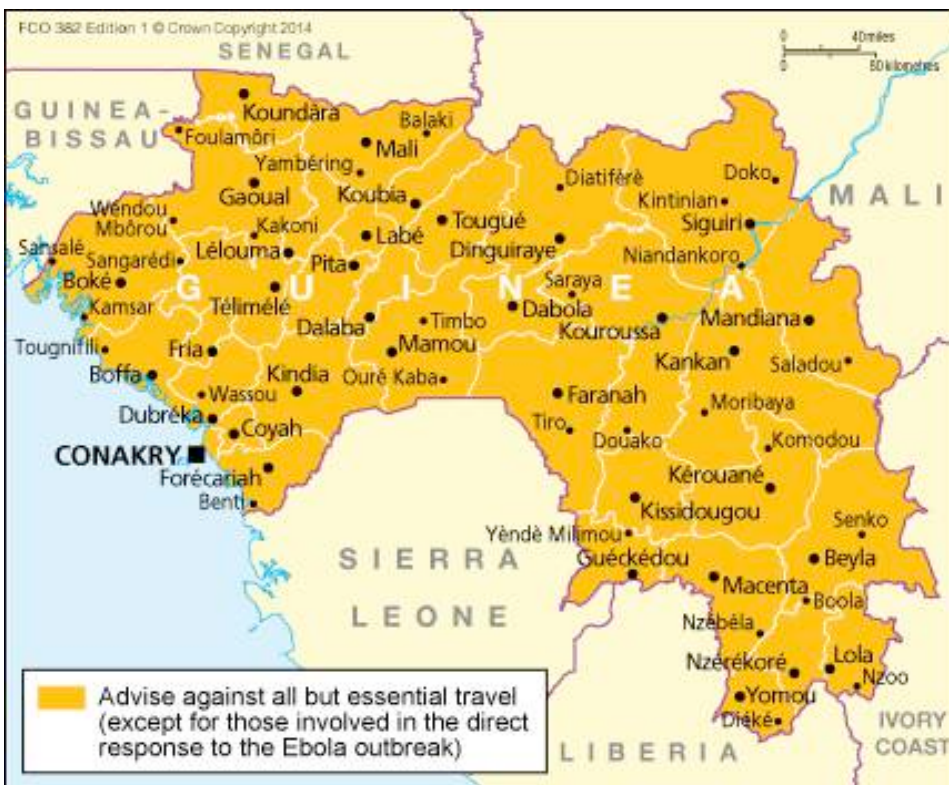 FCO 382 Edition 1 © Crown Copyright 2014
SENEGAL
0 40miles
0 60 kilometres
GUINEA-
BISSAU
Koundâra
Foulamôri
Balaki
Mali
Yambéring
Diatiférè
Doko
MALI
Gaoual
Koubia
Kintinian
Wéndou
Mbôrou
Kakoni
Tougué
Siguiri
Labé
Dinguiraye
Sansalé
Sangarédi
Lélouma
Pita
Niandankoro
Boké
GUINEA
Saraya
Kamsar
Télimélé
Dabola
Dalaba
Timbo
Kouroussa
Mandiana
Tougnifili
Fria
Mamou
Kankan
Saladou
Boffa
Kindia
Ouré Kaba
Wassou
Faranah
Moribaya
Dubréka
Coyah
Tiro
Douako
Komodou
CONAKRY
Forécariah
Kérouané
Benti
Kissidougou
Senko
Yèndè Milimou
SIERRA
LEONE
Guéckédou
Beyla
Macenta
Boola
Nzébéla
Nzérékoré
Lola
Nzoo
Yomou
Diéké
LIBERIA
IVORY
COAST
Advise against all but essential travel
(except for those involved in the direct
response to the Ebola outbreak)